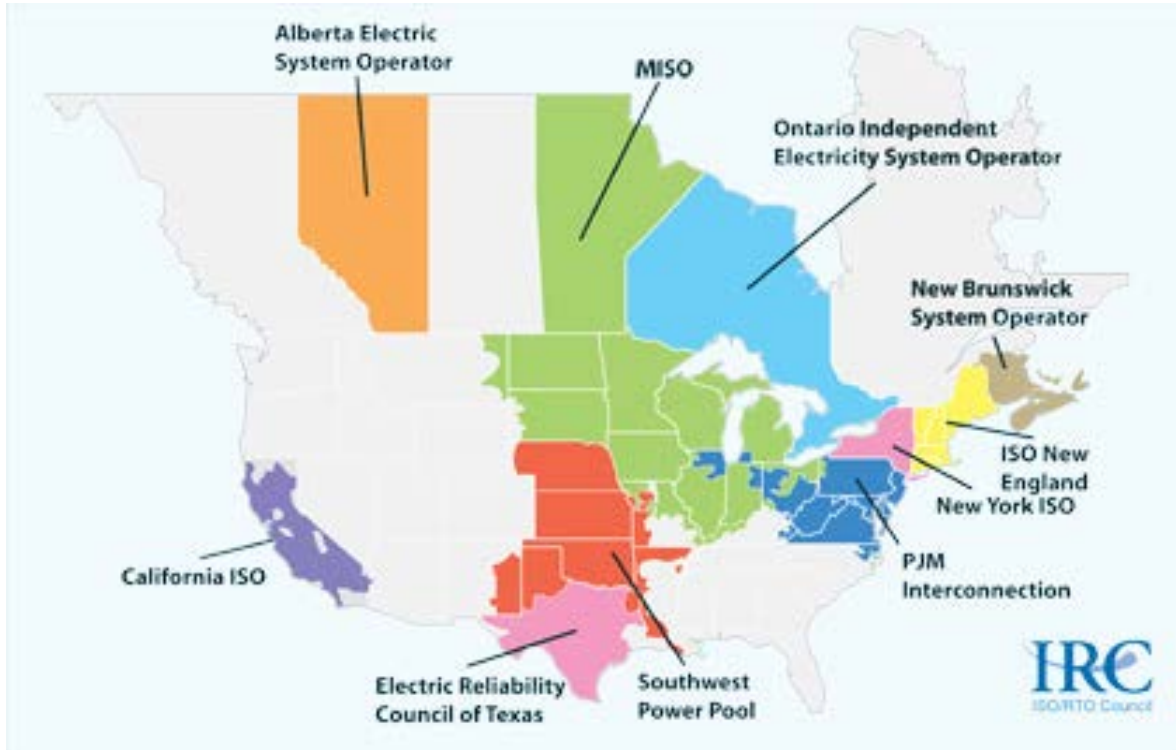 Alberta Electric
System Operator
MISO
Ontario Independent
Electricity System Operator
New Brunswick
System Operator
ISO New
England
New York ISO
PJM
Interconnection
California ISO
Electric Reliability
Council of Texas
Southwest
Power Pool
IRC
ISO/RTO Council